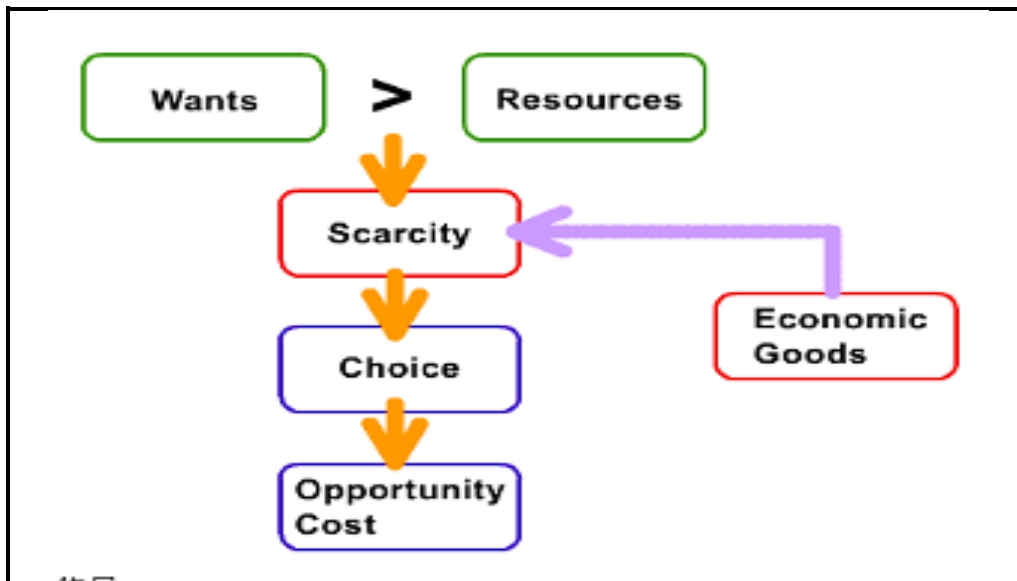 Wants > Resources
Scarcity
Economic
Goods
Choice
Opportunity
Cost